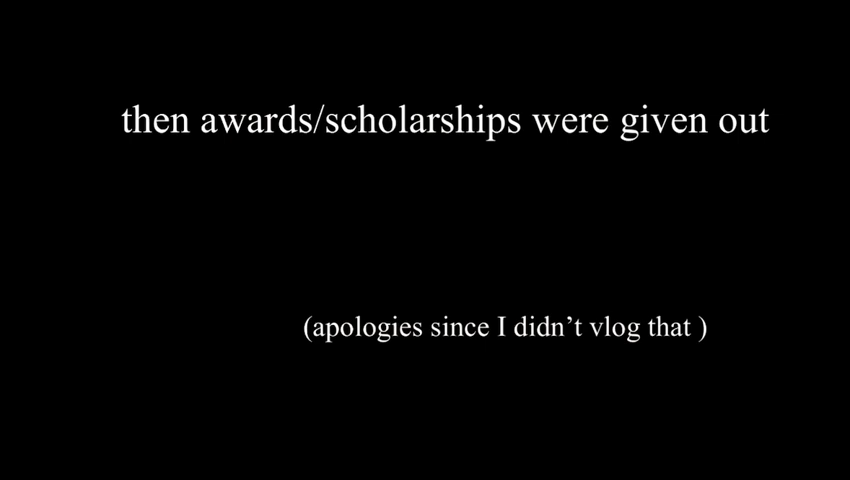 then awards/scholarships were given out
(apologies since I didn’t vlog that )